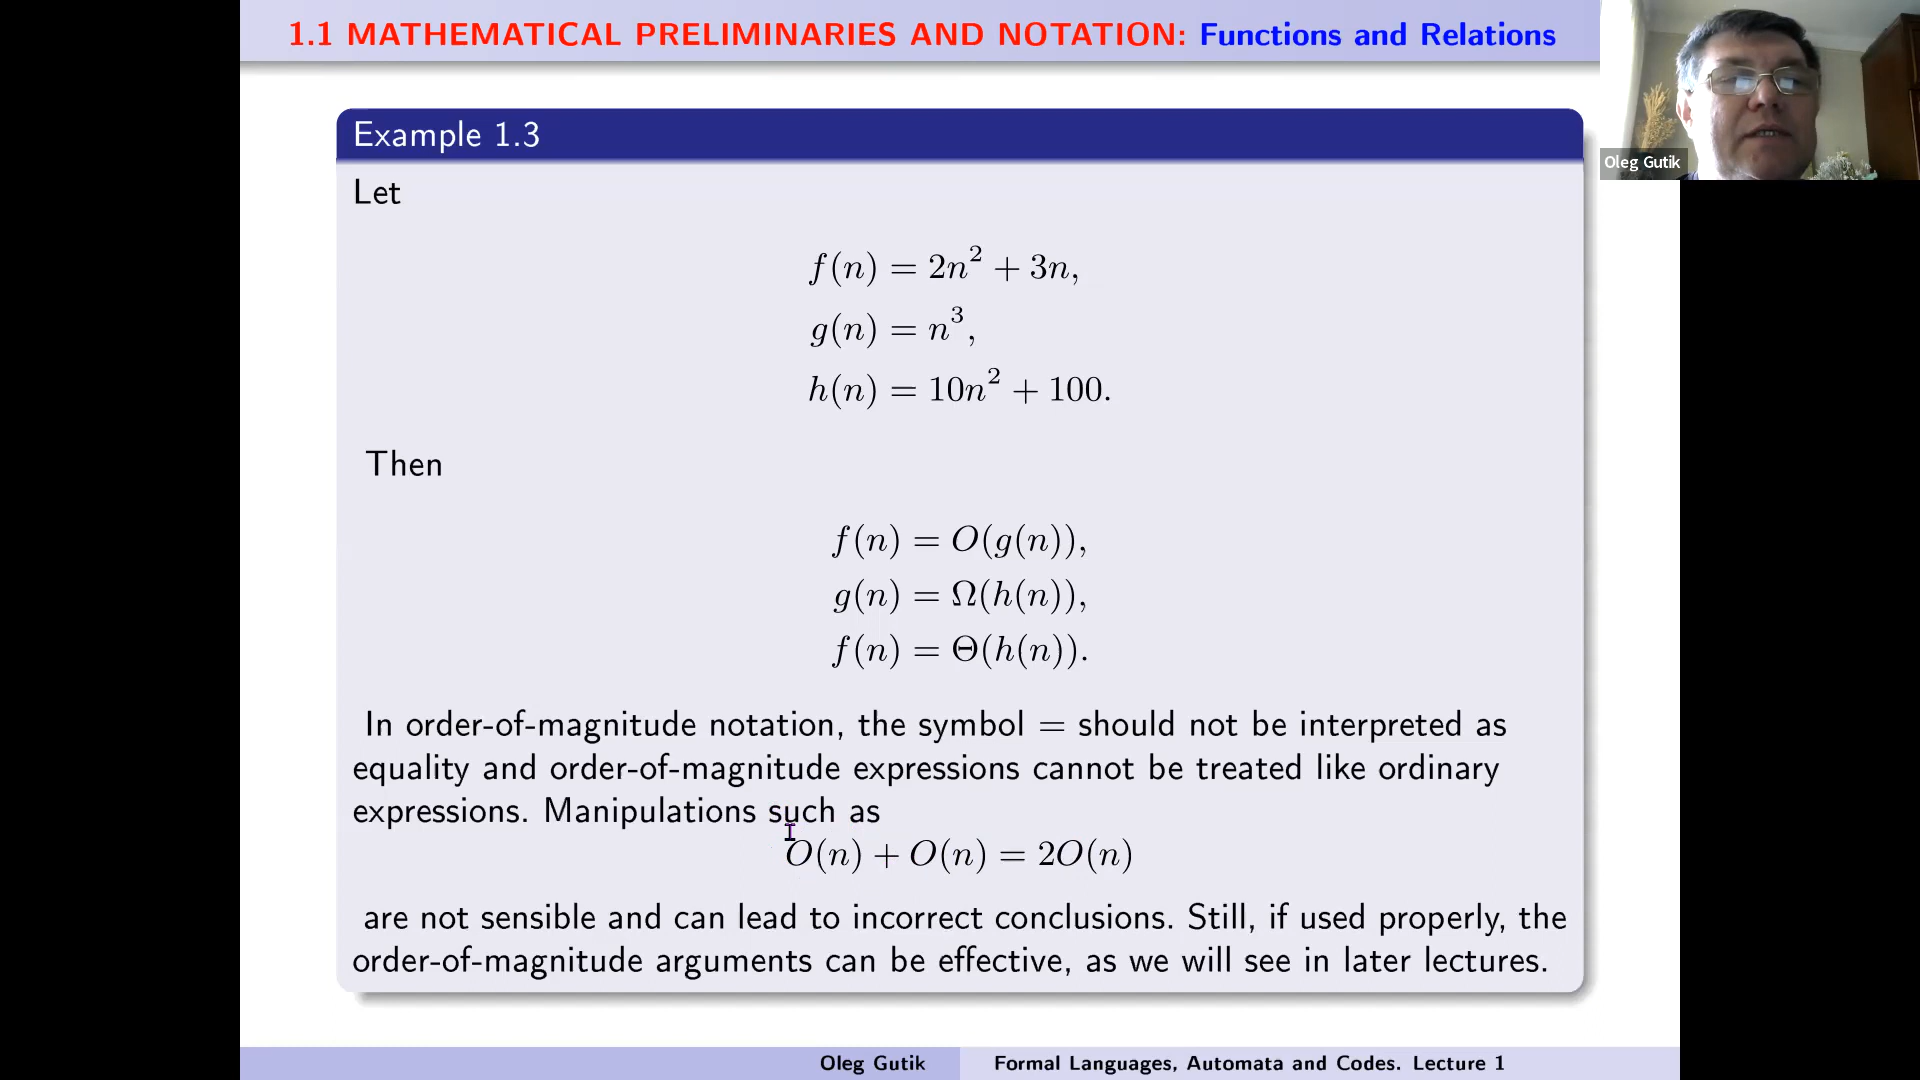 1.1 MATHEMATICAL PRELIMINARIES AND NOTATION: Functions and Relations
Oleg Gutik
Example 1.3
Let
f(n) = 2n² + 3n,
g(n) = n³,
h(n) = 10n² + 100.
Then
f(n) = O(g(n)),
g(n) = Ω(h(n)),
f(n) = Θ(h(n)).
In order-of-magnitude notation, the symbol = should not be interpreted as
equality and order-of-magnitude expressions cannot be treated like ordinary
expressions. Manipulations such as
O(n) + O(n) = 2O(n)
are not sensible and can lead to incorrect conclusions. Still, if used properly, the
order-of-magnitude arguments can be effective, as we will see in later lectures.
Oleg Gutik Formal Languages, Automata and Codes. Lecture 1